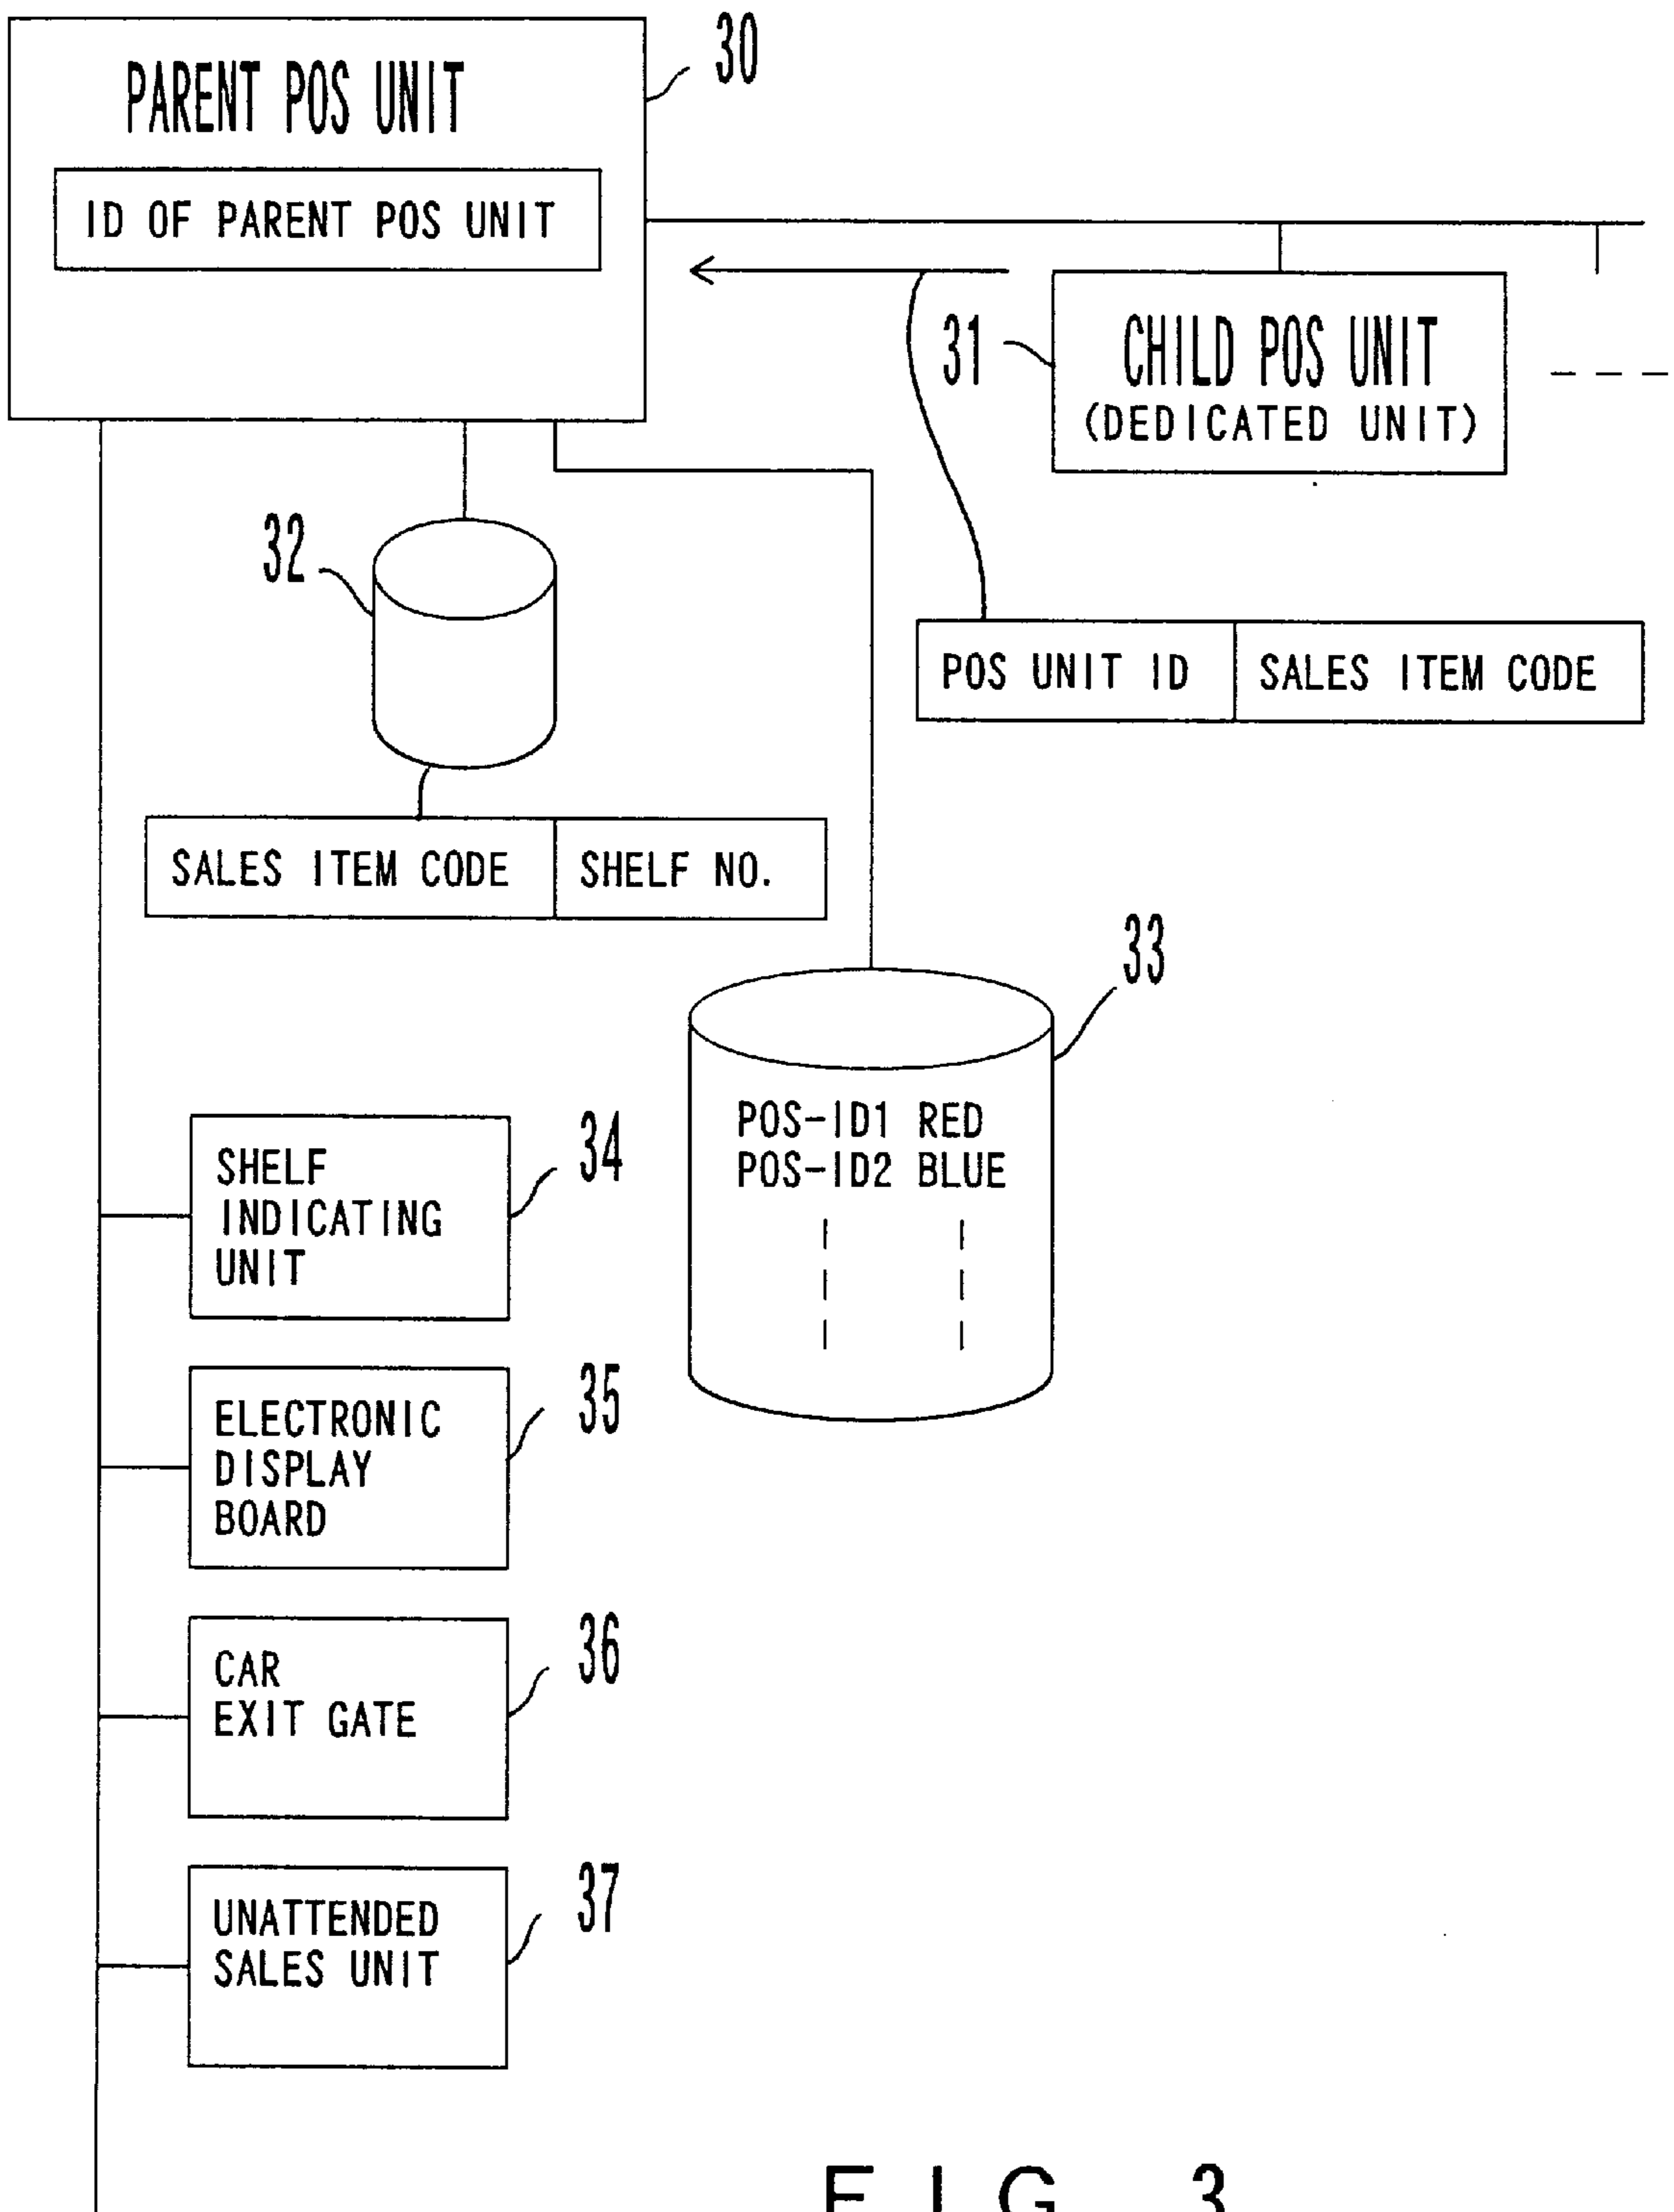 30
PARENT POS UNIT
ID OF PARENT POS UNIT
31
CHILD POS UNIT
(DEDICATED UNIT)
32
POS UNIT ID SALES ITEM CODE
SALES ITEM CODE SHELF NO.
33
POS-ID1 RED
POS-ID2 BLUE
34
SHELF
INDICATING
UNIT
35
ELECTRONIC
DISPLAY
BOARD
36
CAR
EXIT GATE
37
UNATTENDED
SALES UNIT
FIG. 3